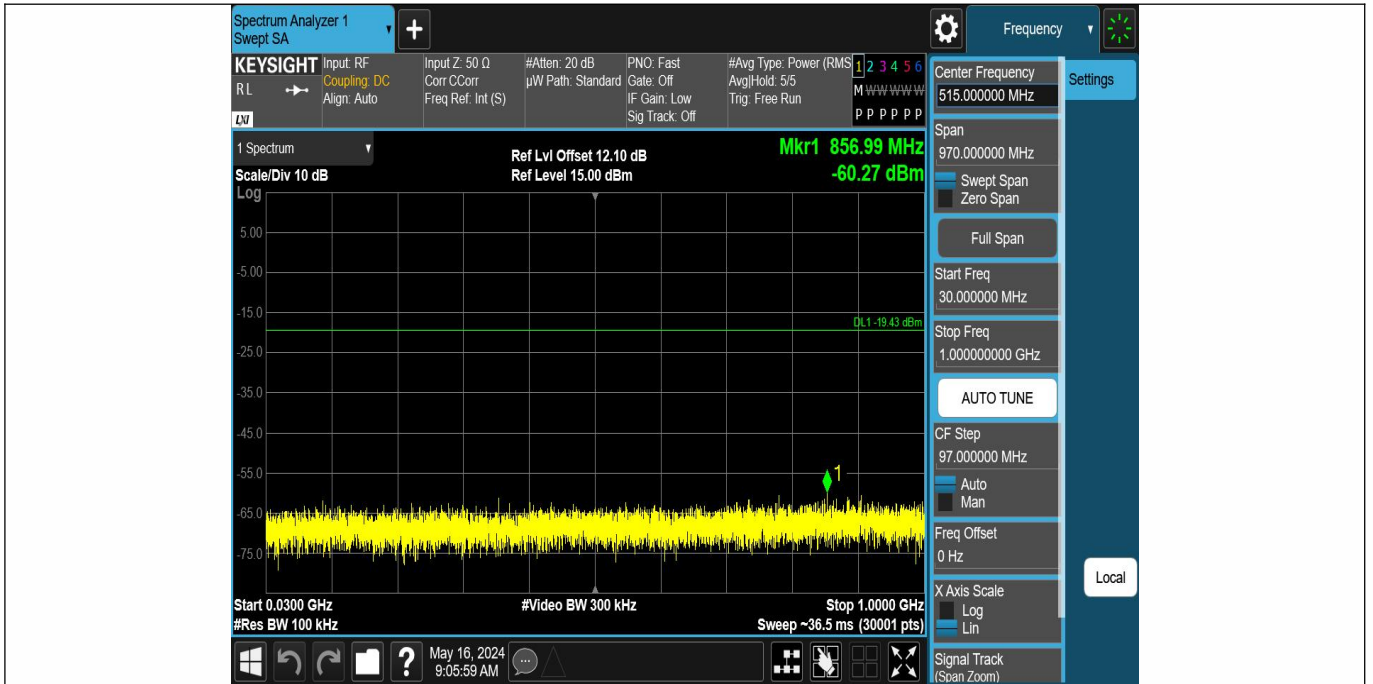 Spectrum Analyzer 1
Swept SA
+
Frequency
KEYSIGHT
R L
LXI
Input: RF
Coupling: DC
Align: Auto
Input Z: 50 Ω
Corr CCorr
Freq Ref: Int (S)
#Atten: 20 dB
µW Path: Standard
PNO: Fast
Gate: Off
IF Gain: Low
Sig Track: Off
#Avg Type: Power (RMS
Avg|Hold: 5/5
Trig: Free Run
1 2 3 4 5 6
M W W W W W
P P P P P P
Center Frequency
515.000000 MHz
Settings
1 Spectrum
Scale/Div 10 dB
Ref Lvl Offset 12.10 dB
Ref Level 15.00 dBm
Mkr1 856.99 MHz
-60.27 dBm
Span
970.000000 MHz
Swept Span
Zero Span
Full Span
Start Freq
30.000000 MHz
Stop Freq
1.000000000 GHz
AUTO TUNE
CF Step
97.000000 MHz
Auto
Man
Freq Offset
0 Hz
X Axis Scale
Log
Lin
Signal Track
(Span Zoom)
Local
Log
5.00
-5.00
-15.0
DL1 -19.43 dBm
-25.0
-35.0
-45.0
-55.0
1
-65.0
-75.0
Start 0.0300 GHz
#Video BW 300 kHz
Stop 1.0000 GHz
#Res BW 100 kHz
Sweep ~36.5 ms (30001 pts)
?
May 16, 2024
9:05:59 AM